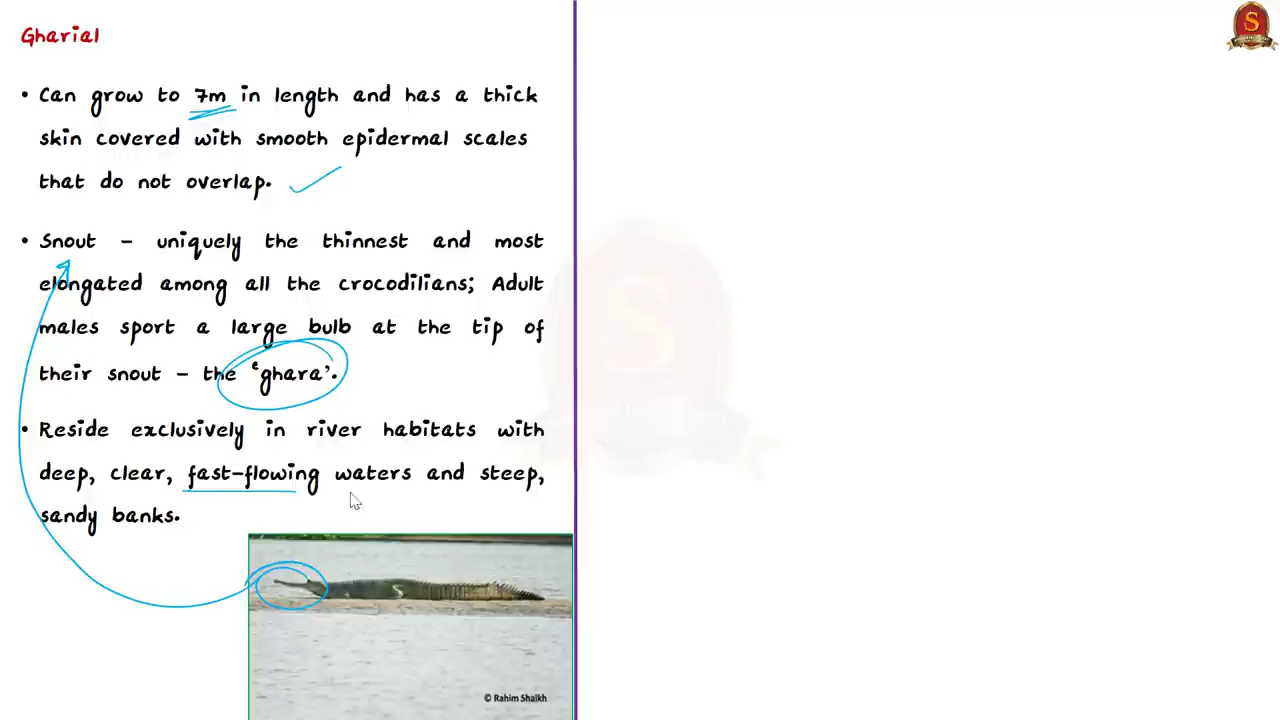 Gharial
• Can grow to 7m in length and has a thick
skin covered with smooth epidermal scales
that do not overlap.
• Snout – uniquely the thinnest and most
elongated among all the crocodilians; Adult
males sport a large bulb at the tip of
their snout – the ‘ghara’.
• Reside exclusively in river habitats with
deep, clear, fast-flowing waters and steep,
sandy banks.
© Rahim Shaikh
S
S